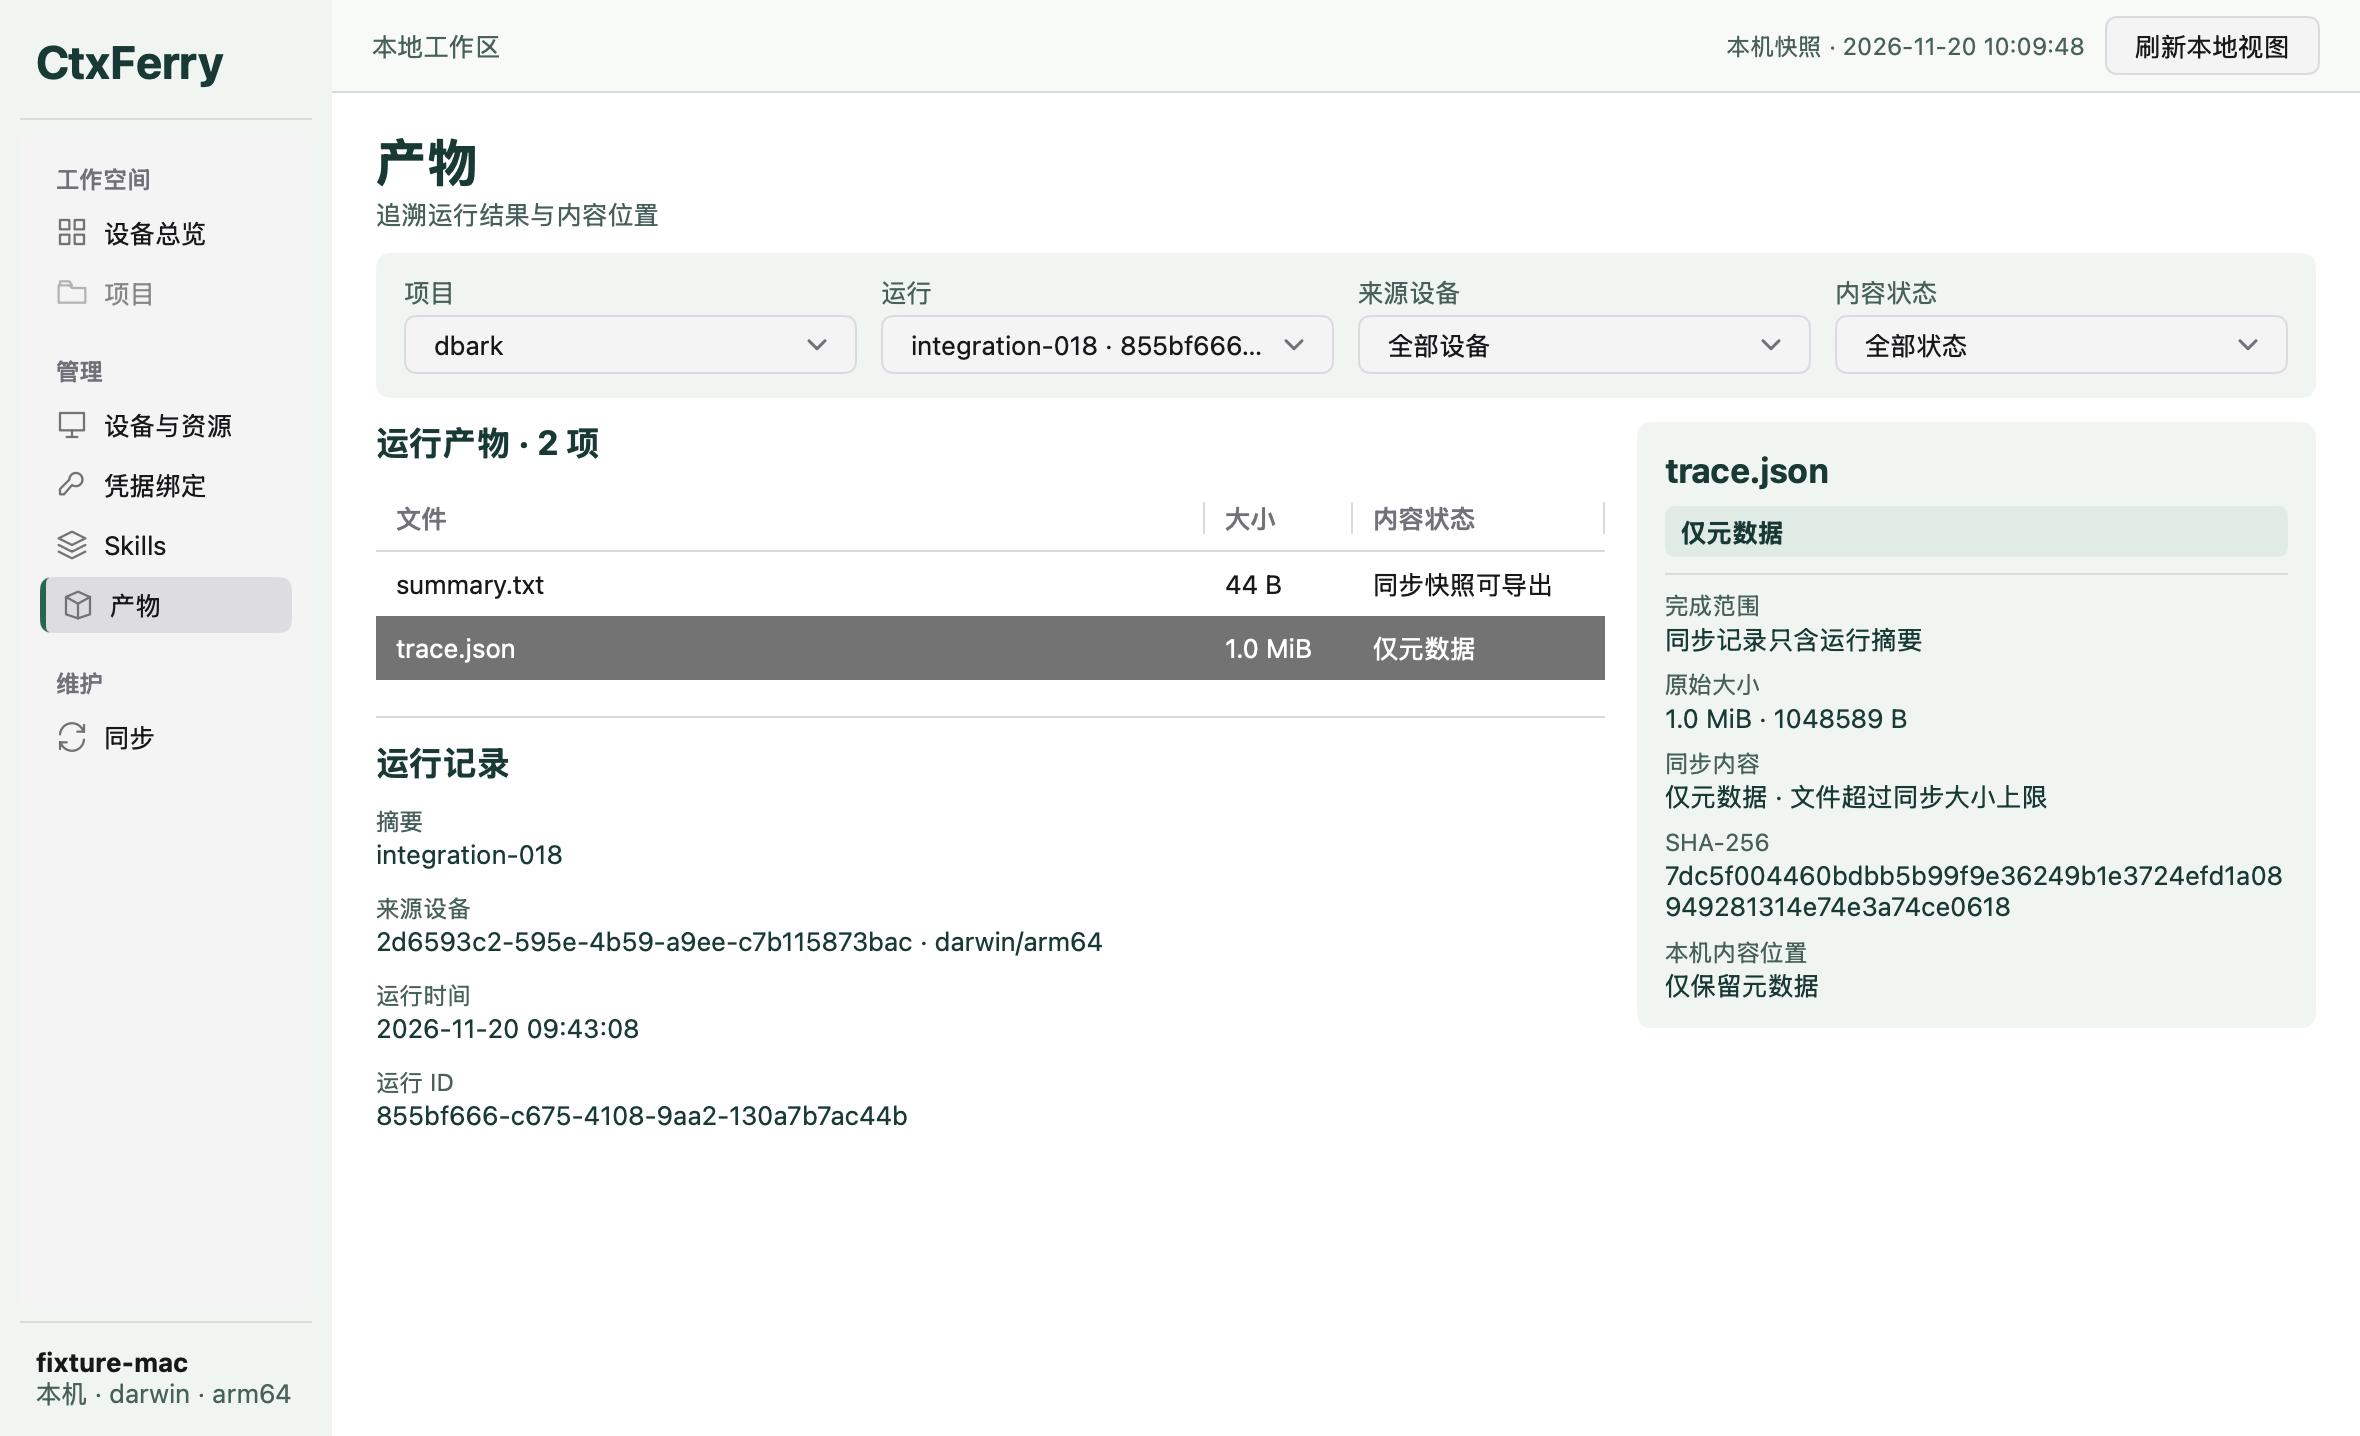 CtxFerry
工作空间
设备总览
项目
管理
设备与资源
凭据绑定
Skills
产物
维护
同步
fixture-mac
本机 · darwin · arm64
本地工作区
本机快照 · 2026-11-20 10:09:48
刷新本地视图
产物
追溯运行结果与内容位置
项目
dbark
运行
integration-018 · 855bf666...
来源设备
全部设备
内容状态
全部状态
运行产物 · 2 项
文件 大小 内容状态
summary.txt 44 B 同步快照可导出
trace.json 1.0 MiB 仅元数据
运行记录
摘要
integration-018
来源设备
2d6593c2-595e-4b59-a9ee-c7b115873bac · darwin/arm64
运行时间
2026-11-20 09:43:08
运行 ID
855bf666-c675-4108-9aa2-130a7b7ac44b
trace.json
仅元数据
完成范围
同步记录只含运行摘要
原始大小
1.0 MiB · 1048589 B
同步内容
仅元数据 · 文件超过同步大小上限
SHA-256
7dc5f004460bdbb5b99f9e36249b1e3724efd1a08
949281314e74e3a74ce0618
本机内容位置
仅保留元数据